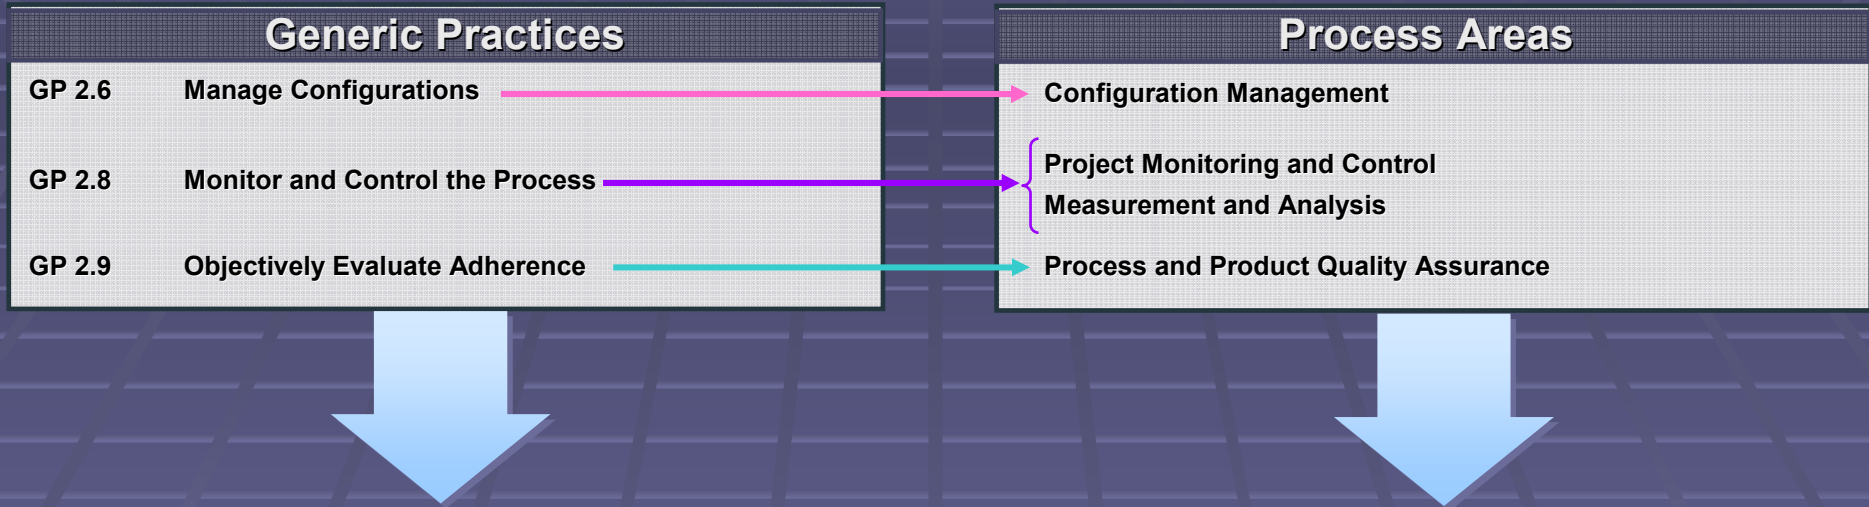 Generic Practices
GP 2.6 Manage Configurations
GP 2.8 Monitor and Control the Process
GP 2.9 Objectively Evaluate Adherence
Process Areas
Configuration Management
Project Monitoring and Control
Measurement and Analysis
Process and Product Quality Assurance